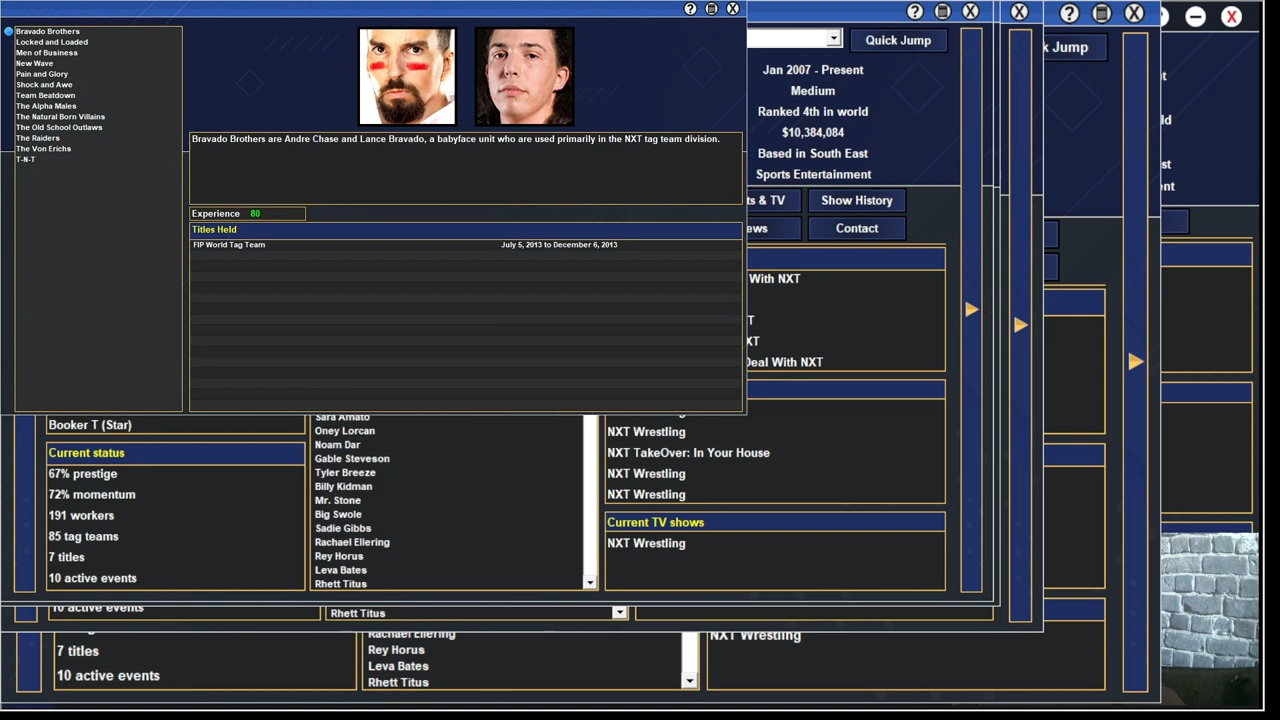 Bravado Brothers
Locked and Loaded
Men of Business
New Wave
Pain and Glory
Shock and Awe
Team Beatdown
The Alpha Males
The Natural Born Villains
The Old School Outlaws
The Raiders
The Von Erichs
T-N-T
Bravado Brothers are Andre Chase and Lance Bravado, a babyface unit who are used primarily in the NXT tag team division.
Experience 80
Titles Held
FIP World Tag Team July 5, 2013 to December 6, 2013
Quick Jump
Jan 2007 - Present
Medium
Ranked 4th in world
$10,384,084
Based in South East
Sports Entertainment
ts & TV
Show History
ews
Contact
With NXT
T
XT
Deal With NXT
k Jump
t
ld
st
nt
Booker T (Star)
Current status
67% prestige
72% momentum
191 workers
85 tag teams
7 titles
10 active events
Sara Amato
Oney Lorcan
Noam Dar
Gable Steveson
Tyler Breeze
Billy Kidman
Mr. Stone
Big Swole
Sadie Gibbs
Rachael Ellering
Rey Horus
Leva Bates
Rhett Titus
NXT Wrestling
NXT TakeOver: In Your House
NXT Wrestling
NXT Wrestling
Current TV shows
NXT Wrestling
10 active events
Rhett Titus
7 titles
10 active events
Rachael Ellering
Rey Horus
Leva Bates
Rhett Titus
NXT Wrestling